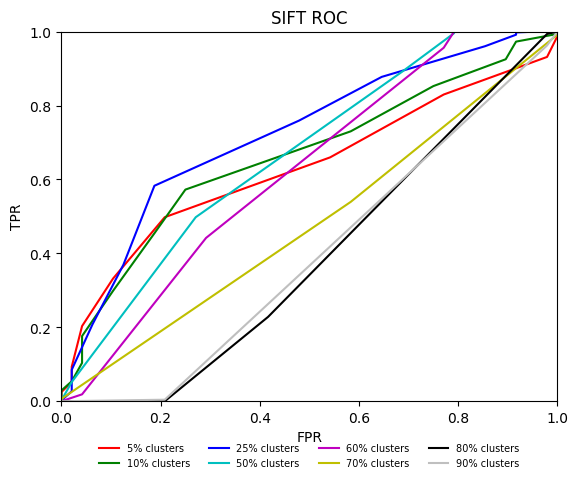 SIFT ROC
1.0
0.8
0.6
0.4
0.2
0.0
TPR
0.0 0.2 0.4 0.6 0.8 1.0
FPR
5% clusters 25% clusters 60% clusters 80% clusters
10% clusters 50% clusters 70% clusters 90% clusters